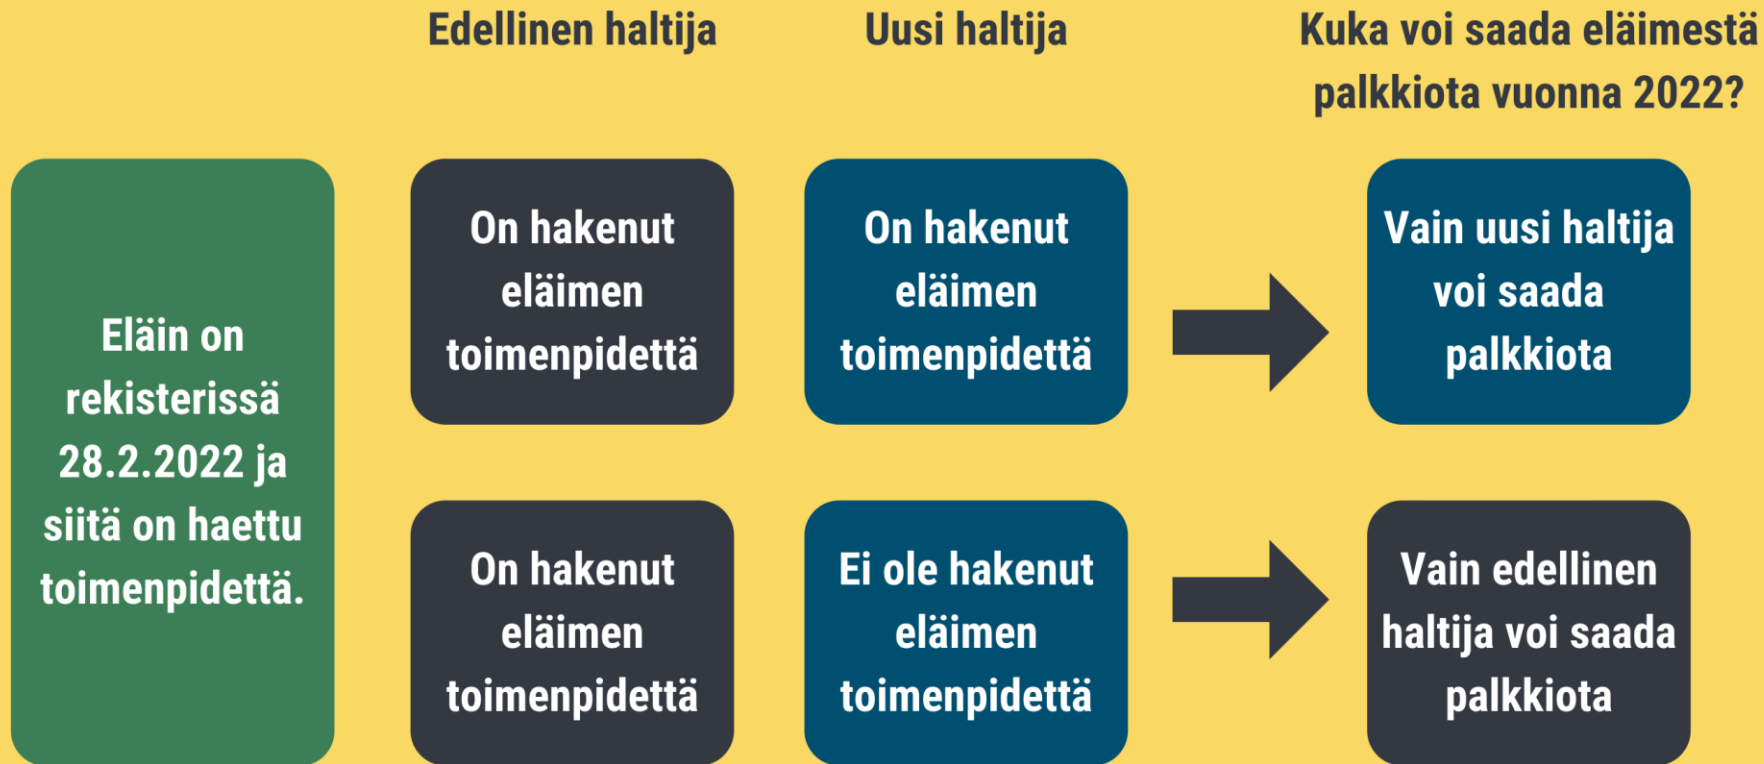 Edellinen haltija
Uusi haltija
Kuka voi saada eläimestä
palkkiota vuonna 2022?
Eläin on
rekisterissä
28.2.2022 ja
siitä on haettu
toimenpidettä.
On hakenut
eläimen
toimenpidettä
On hakenut
eläimen
toimenpidettä
Vain uusi haltija
voi saada
palkkiota
On hakenut
eläimen
toimenpidettä
Ei ole hakenut
eläimen
toimenpidettä
Vain edellinen
haltija voi saada
palkkiota